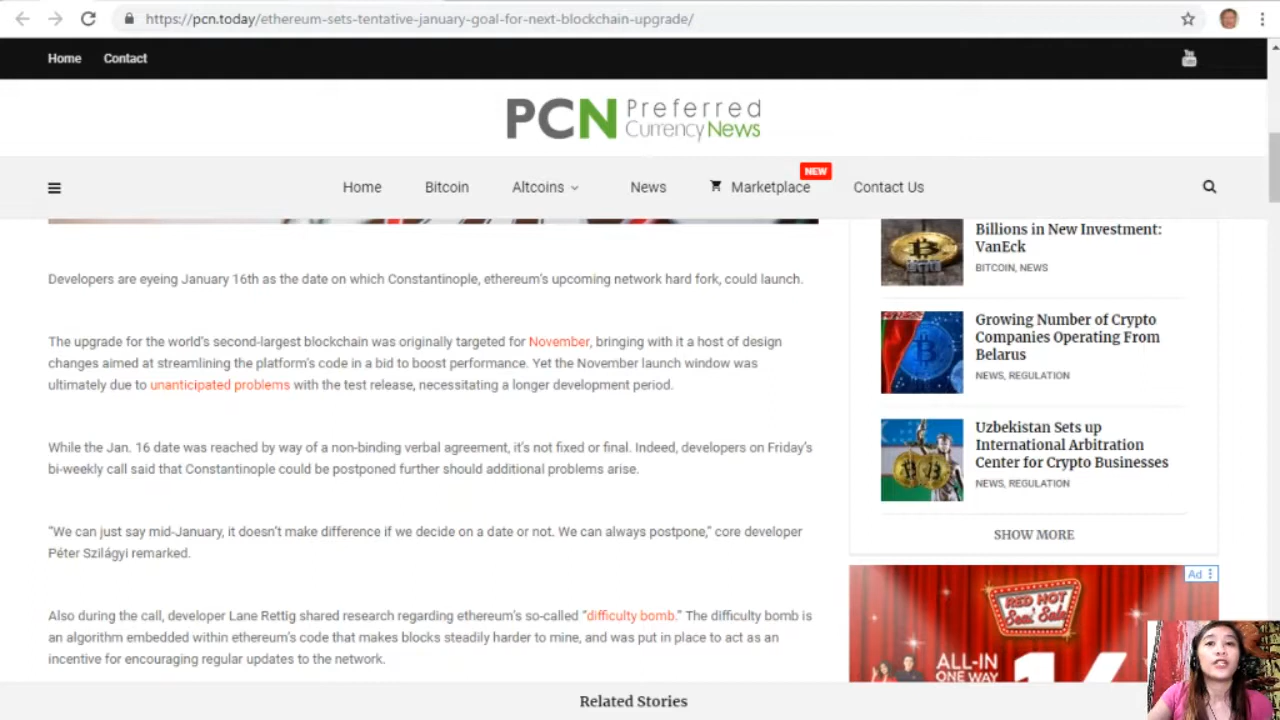 https://pcn.today/ethereum-sets-tentative-january-goal-for-next-blockchain-upgrade/
Home Contact
You Tube
PCN Preferred
Currency News
NEW
Home Bitcoin Altcoins News Marketplace Contact Us
Developers are eyeing January 16th as the date on which Constantinople, ethereum's upcoming network hard fork, could launch.
The upgrade for the world's second-largest blockchain was originally targeted for November, bringing with it a host of design
changes aimed at streamlining the platform's code in a bid to boost performance. Yet the November launch window was
ultimately due to unanticipated problems with the test release, necessitating a longer development period.
While the Jan. 16 date was reached by way of a non-binding verbal agreement, it's not fixed or final. Indeed, developers on Friday's
bi-weekly call said that Constantinople could be postponed further should additional problems arise.
“We can just say mid-January, it doesn't make difference if we decide on a date or not. We can always postpone,” core developer
Péter Szilágyi remarked.
Also during the call, developer Lane Rettig shared research regarding ethereum's so-called “difficulty bomb.” The difficulty bomb is
an algorithm embedded within ethereum's code that makes blocks steadily harder to mine, and was put in place to act as an
incentive for encouraging regular updates to the network.
Billions in New Investment:
VanEck
BITCOIN, NEWS
Growing Number of Crypto
Companies Operating From
Belarus
NEWS, REGULATION
Uzbekistan Sets up
International Arbitration
Center for Crypto Businesses
NEWS, REGULATION
SHOW MORE
Ad
RED HOT
Seat Sale
ALL-IN
ONE WAY
Related Stories